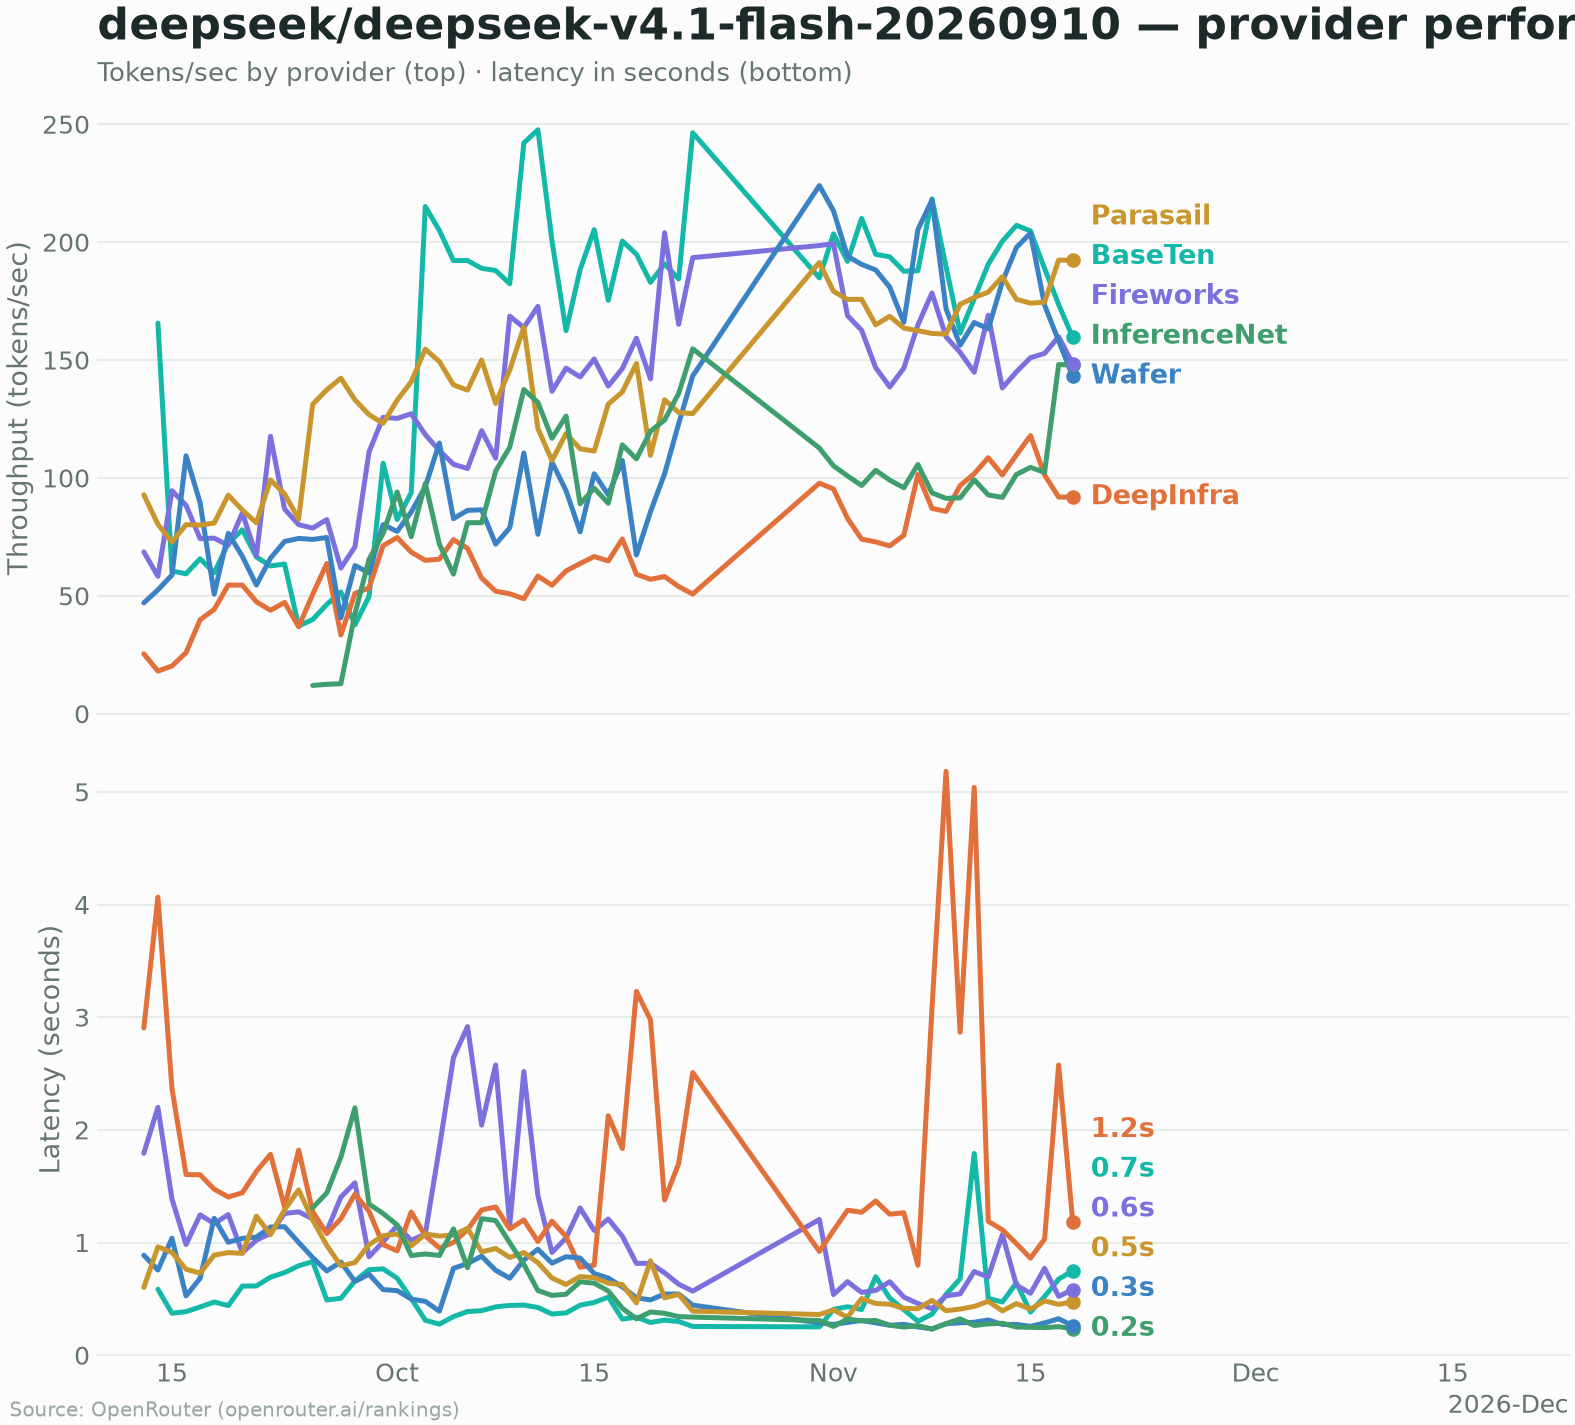 deepseek/deepseek-v4.1-flash-20260910 — provider perfor
Tokens/sec by provider (top) · latency in seconds (bottom)
Throughput (tokens/sec)
250
200
150
100
50
0
Parasail
BaseTen
Fireworks
InferenceNet
Wafer
DeepInfra
Latency (seconds)
5
4
3
2
1
0
1.2s
0.7s
0.6s
0.5s
0.3s
0.2s
15
Oct
15
Nov
15
Dec
15
2026-Dec
Source: OpenRouter (openrouter.ai/rankings)